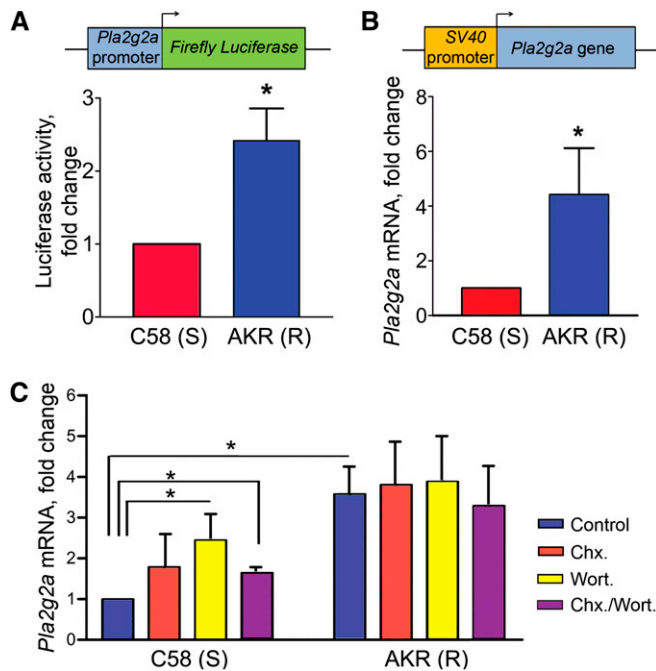 A
Pla2g2a
promoter
Firefly Luciferase
Luciferase activity,
fold change
3
2
1
0
*
C58 (S)
AKR (R)
B
SV40
promoter
Pla2g2a gene
Pla2g2a mRNA, fold change
8
6
4
2
0
*
C58 (S)
AKR (R)
C
Pla2g2a mRNA, fold change
6
5
4
3
2
1
0
*
*
*
C58 (S)
AKR (R)
Control
Chx.
Wort.
Chx./Wort.